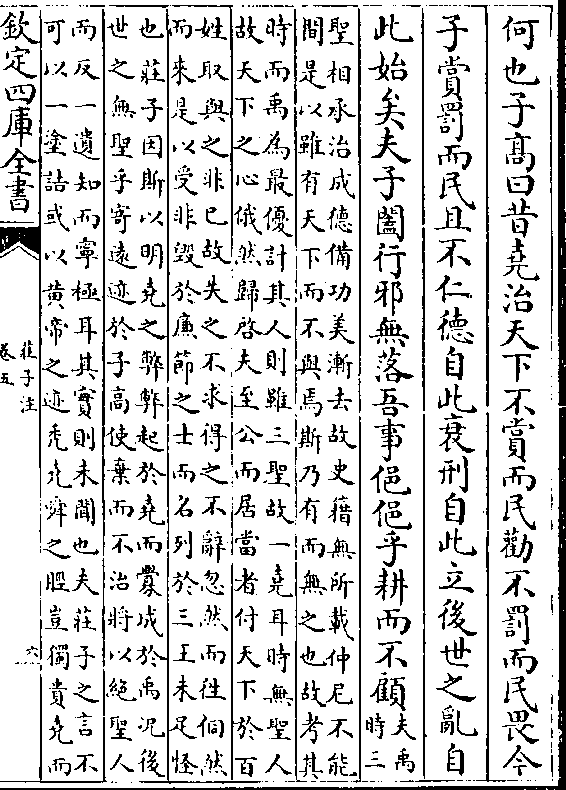 何也子髙曰昔堯治天下不賞而民勸不罰而民畏今
子賞罰而民且不仁德自此衰刑自此立後世之亂自
此始矣夫子闔行邪無落吾事俋俋乎耕而不顧
夫禹
時三
聖相承治成德備功美漸去故史籍無所載仲尼不能
間是以雖有天下而不與焉斯乃有而無之也故考其
時而禹為最優計其人則雖三聖故一堯耳時無聖人
故天下之心俄然歸啓夫至公而居當者付天下於百
姓取與之非已故失之不求得之不辭忽然而徃侗然
而來是以受非毀於廉節之士而名列於三王未足怪
也莊子因斯以明堯之弊弊起於堯而釁成於禹况後
世之無聖乎寄逺迹於子高使棄而不治將以絶聖人
而反一遺知而寧極耳其實則未聞也夫莊子之言不
可以一塗詰或以黄帝之迹禿堯舜之脛豈獨貴堯而
欽定四庫全書
莊子注
卷五
六